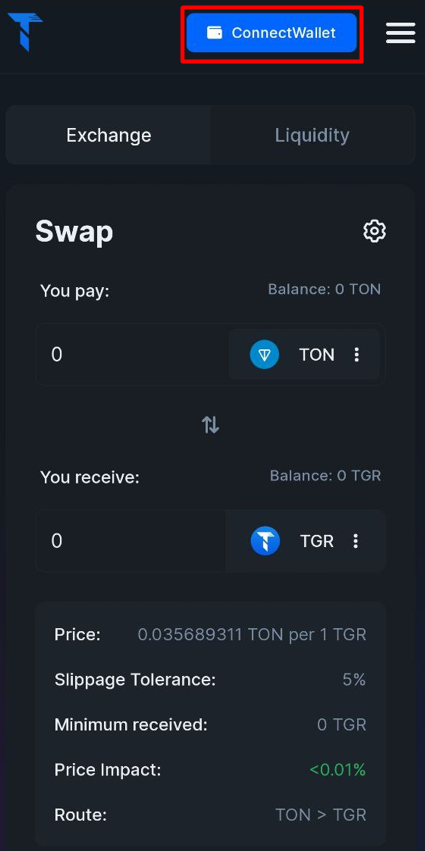 ConnectWallet
Exchange Liquidity
Swap
You pay: Balance: 0 TON
0 TON
You receive: Balance: 0 TGR
0 TGR
Price: 0.035689311 TON per 1 TGR
Slippage Tolerance: 5%
Minimum received: 0 TGR
Price Impact: <0.01%
Route: TON > TGR